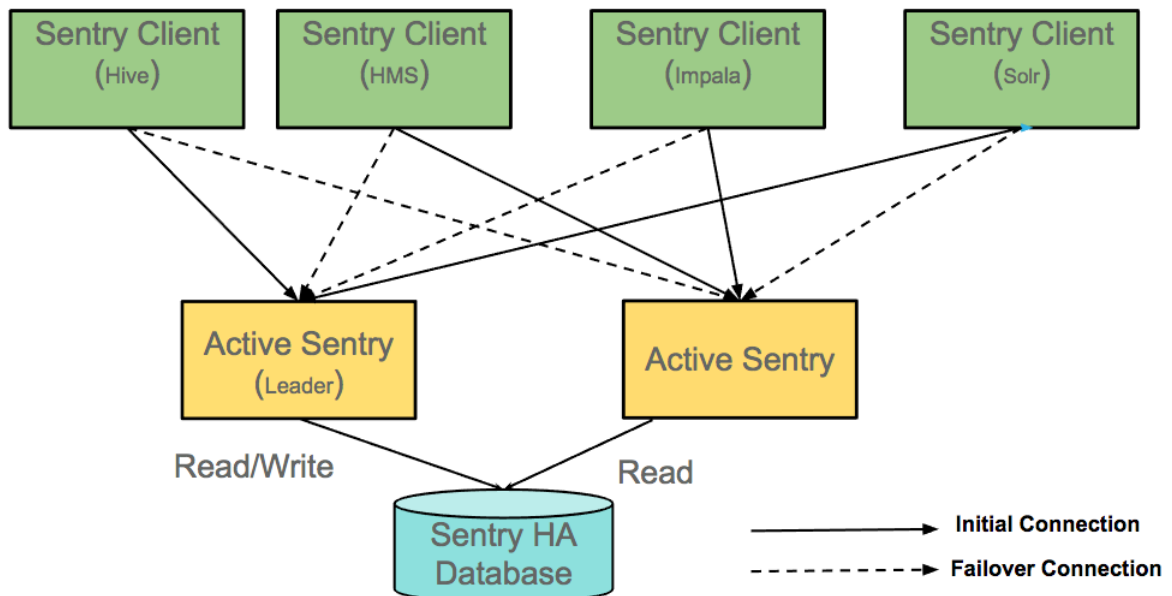 Sentry Client
(Hive)
Sentry Client
(HMS)
Sentry Client
(Impala)
Sentry Client
(Solr)
Active Sentry
(Leader)
Active Sentry
Read/Write
Read
Sentry HA
Database
Initial Connection
Failover Connection